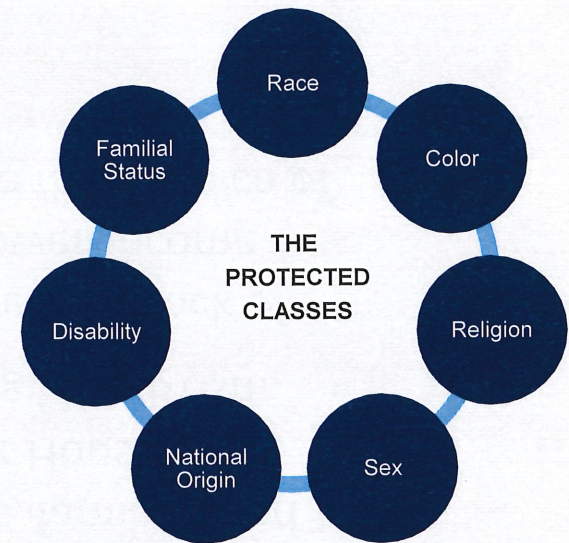 Race
Color
Religion
Sex
National
Origin
Disability
Familial
Status
THE
PROTECTED
CLASSES